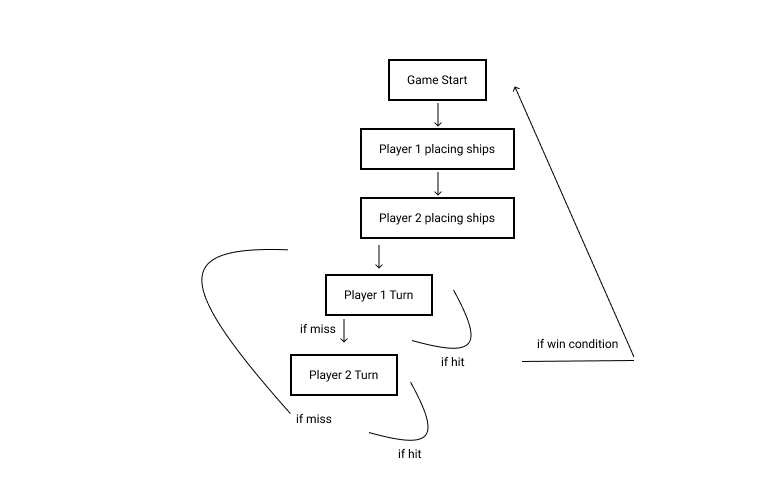 Game Start
Player 1 placing ships
Player 2 placing ships
Player 1 Turn
if miss
if win condition
if hit
Player 2 Turn
if miss
if hit